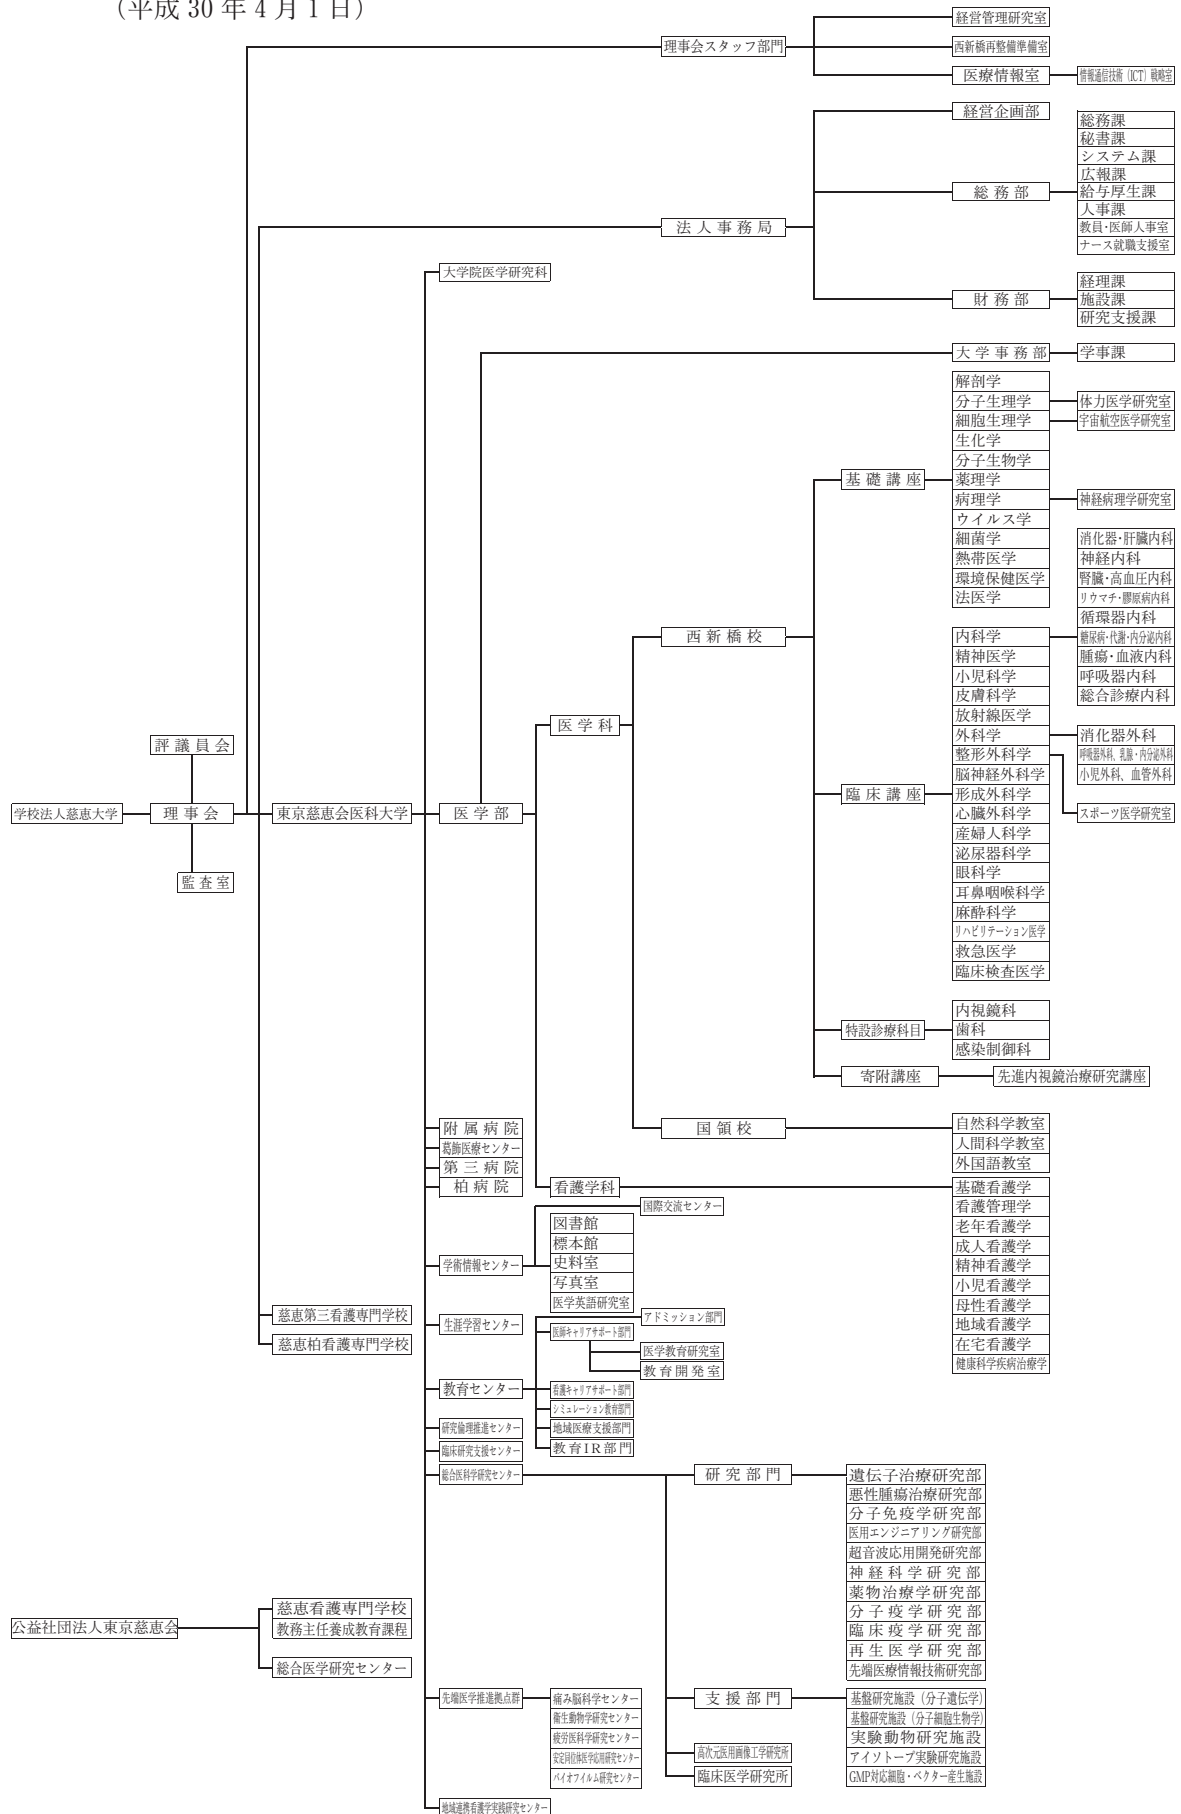 (平成 30 年 4 月 1 日)
経営管理研究室
理事会スタッフ部門
西新橋再整備準備室
医療情報室
情報通信技術（ICT）戦略室
経営企画部
総務課
秘書課
システム課
広報課
総務部
給与厚生課
人事課
教員・医師人事室
ナース就職支援室
法人事務局
大学院医学研究科
経理課
財務部
施設課
研究支援課
大学事務部
学事課
解剖学
分子生理学
体力医学研究室
細胞生理学
宇宙航空医学研究室
生化学
分子生物学
基礎講座
薬理学
病理学
神経病理学研究室
ウイルス学
細菌学
熱帯医学
環境保健医学
法医学
消化器・肝臓内科
神経内科
腎臓・高血圧内科
リウマチ・膠原病内科
循環器内科
西新橋校
内科学
糖尿病・代謝・内分泌内科
精神医学
腫瘍・血液内科
小児科学
呼吸器内科
皮膚科学
総合診療内科
放射線医学
医学科
外科学
消化器外科
整形外科学
呼吸器外科、乳腺・内分泌外科
脳神経外科学
小児外科、血管外科
評議員会
臨床講座
形成外科学
心臓外科学
スポーツ医学研究室
学校法人慈恵大学
理事会
東京慈恵会医科大学
医学部
産婦人科学
泌尿器科学
監査室
眼科学
耳鼻咽喉科学
麻酔科学
リハビリテーション医学
救急医学
臨床検査医学
内視鏡科
特設診療科目
歯科
感染制御科
寄附講座
先進内視鏡治療研究講座
附属病院
国領校
自然科学教室
葛飾医療センター
人間科学教室
第三病院
外国語教室
柏病院
看護学科
基礎看護学
国際交流センター
看護管理学
図書館
老年看護学
標本館
成人看護学
学術情報センター
史料室
精神看護学
写真室
小児看護学
医学英語研究室
母性看護学
慈恵第三看護専門学校
アドミッション部門
生涯学習センター
医師キャリアサポート部門
地域看護学
慈恵柏看護専門学校
医学教育研究室
在宅看護学
教育開発室
健康科学疾病治療学
教育センター
看護キャリアサポート部門
シミュレーション教育部門
研究倫理推進センター
地域医療支援部門
臨床研究支援センター
教育IR部門
総合医科学研究センター
研究部門
遺伝子治療研究部
悪性腫瘍治療研究部
分子免疫学研究部
医用エンジニアリング研究部
超音波応用開発研究部
神経科学研究部
薬物治療学研究部
分子疫学研究部
臨床疫学研究部
再生医学研究部
先端医療情報技術研究部
公益社団法人東京慈恵会
慈恵看護専門学校
教務主任養成教育課程
総合医学研究センター
先端医学推進拠点群
痛み脳科学センター
衛生動物学研究センター
疲労医科学研究センター
安定同位体医学応用研究センター
バイオフィルム研究センター
支援部門
基盤研究施設（分子遺伝学）
基盤研究施設（分子細胞生物学）
実験動物研究施設
高次元医用画像工学研究所
アイソトープ実験研究施設
臨床医学研究所
GMP対応細胞・ベクター産生施設
地域連携看護学実践研究センター